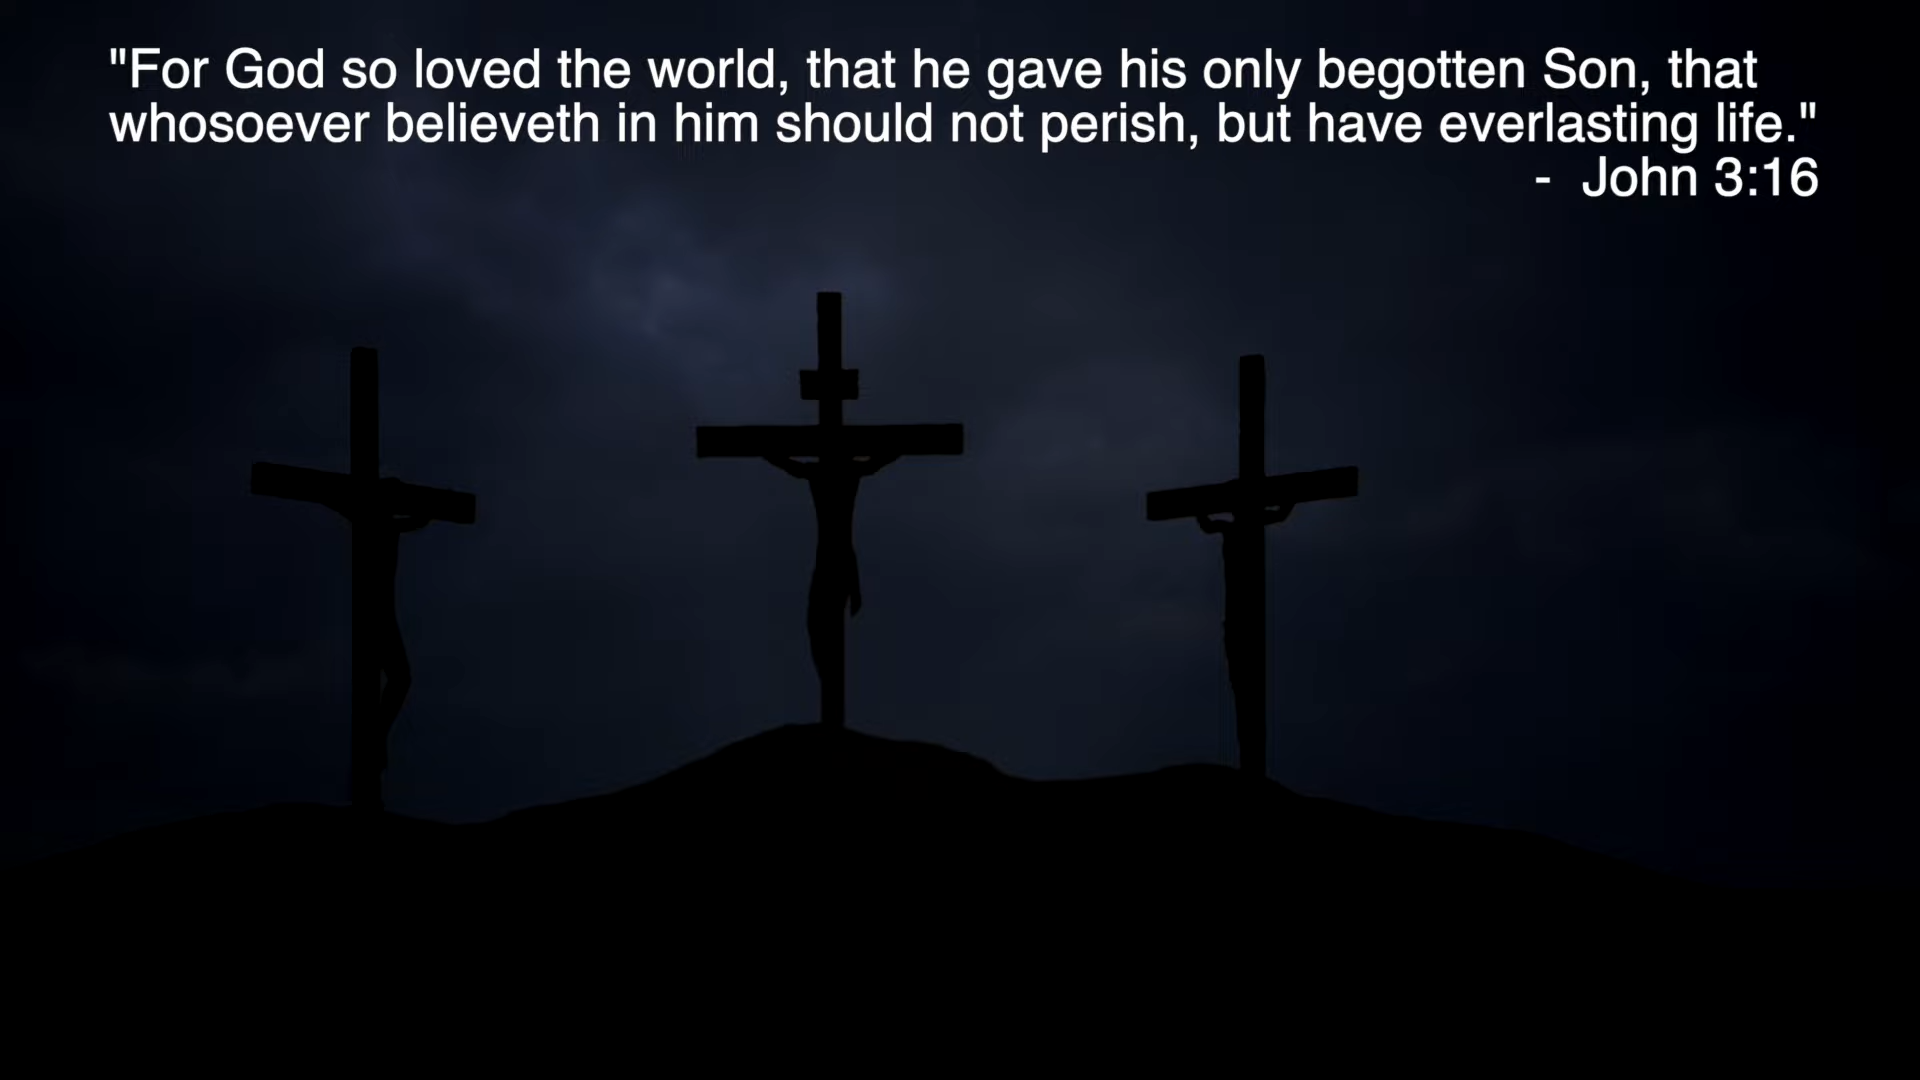 "For God so loved the world, that he gave his only begotten Son, that
whosoever believeth in him should not perish, but have everlasting life."
- John 3:16